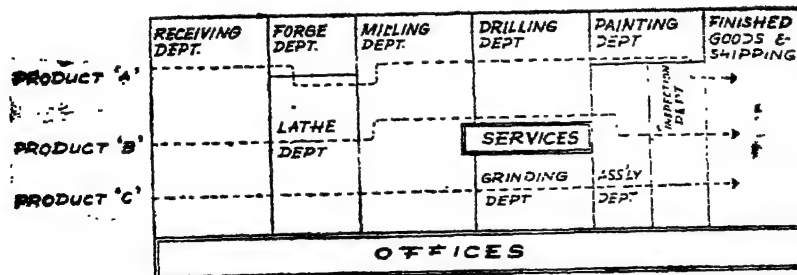 RECEIVING DEPT.
FORGE DEPT.
MILLING DEPT.
DRILLING DEPT
PAINTING DEPT
FINISHED GOODS & SHIPPING
PRODUCT 'A'
INSPECTION DEPT
LATHE DEPT
SERVICES
PRODUCT 'B'
GRINDING DEPT
ASS'LY DEPT
PRODUCT 'C'
OFFICES